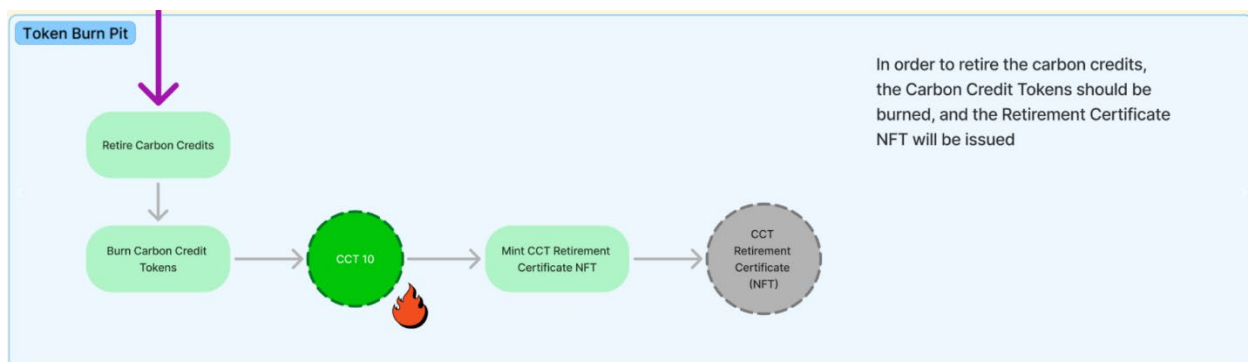 Token Burn Pit
In order to retire the carbon credits,
the Carbon Credit Tokens should be
burned, and the Retirement Certificate
NFT will be issued
Retire Carbon Credits
Burn Carbon Credit
Tokens
CCT 10
Mint CCT Retirement
Certificate NFT
CCT
Retirement
Certificate
(NFT)